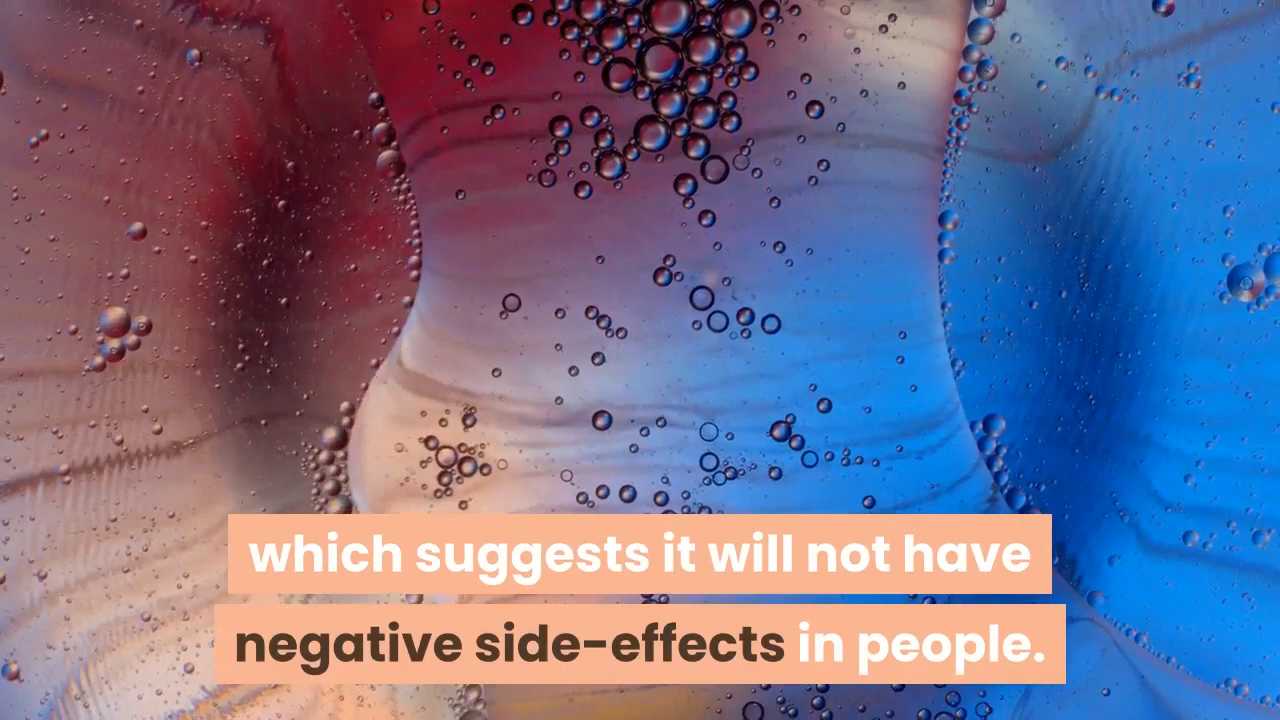 which suggests it will not have
negative side-effects in people.